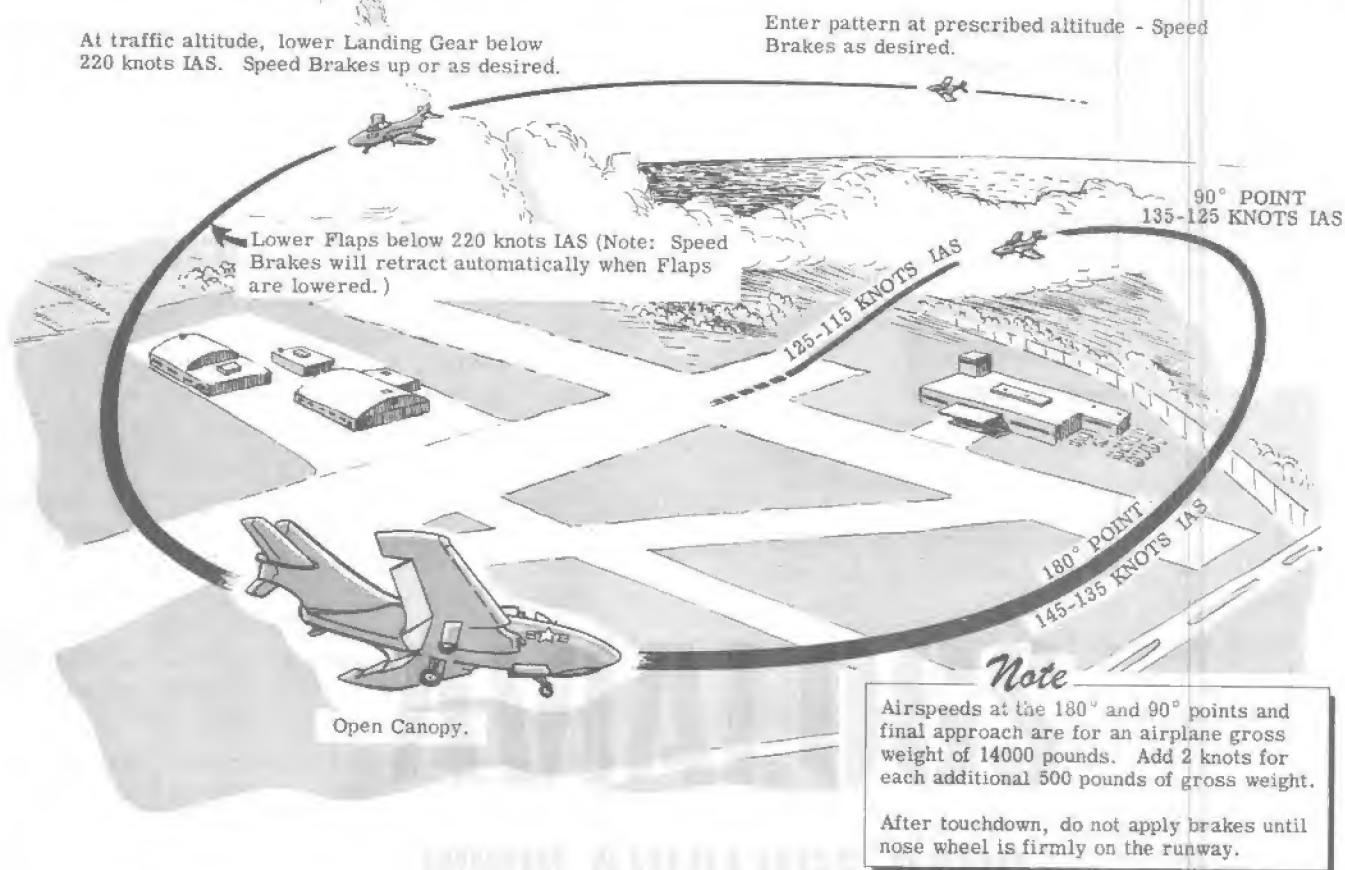 At traffic altitude, lower Landing Gear below
220 knots IAS. Speed Brakes up or as desired.
Enter pattern at prescribed altitude - Speed
Brakes as desired.
90° POINT
135-125 KNOTS IAS
Lower Flaps below 220 knots IAS (Note: Speed
Brakes will retract automatically when Flaps
are lowered.)
125-115 KNOTS IAS
180° POINT
145-135 KNOTS IAS
Open Canopy.
Note
Airspeeds at the 180° and 90° points and
final approach are for an airplane gross
weight of 14000 pounds. Add 2 knots for
each additional 500 pounds of gross weight.
After touchdown, do not apply brakes until
nose wheel is firmly on the runway.